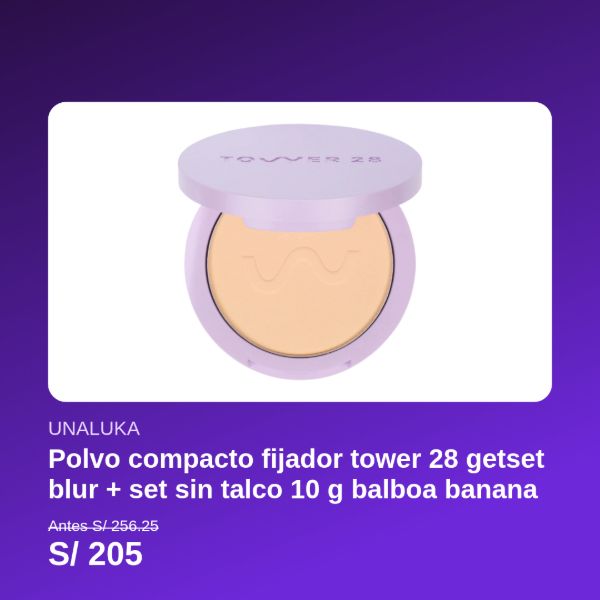 TOWER 28
UNALUKA
Polvo compacto fijador tower 28 getset
blur + set sin talco 10 g balboa banana
Antes S/ 256.25
S/ 205